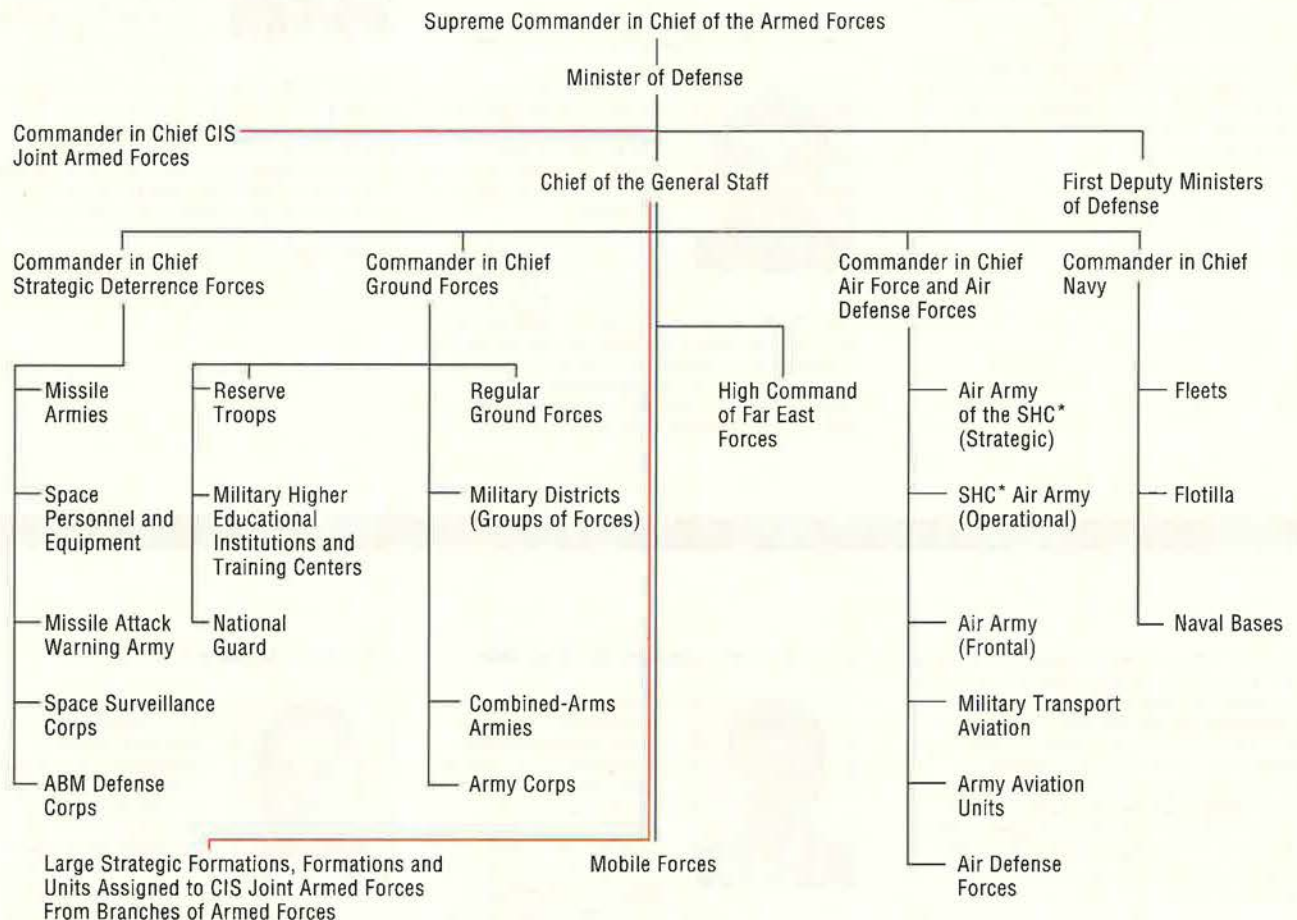 Supreme Commander in Chief of the Armed Forces
Minister of Defense
Commander in Chief CIS
Joint Armed Forces
Chief of the General Staff
First Deputy Ministers
of Defense
Commander in Chief
Strategic Deterrence Forces
Commander in Chief
Ground Forces
Commander in Chief
Air Force and Air
Defense Forces
Commander in Chief
Navy
Missile
Armies
Space
Personnel and
Equipment
Missile Attack
Warning Army
Space Surveillance
Corps
ABM Defense
Corps
Reserve
Troops
Military Higher
Educational
Institutions and
Training Centers
National
Guard
Regular
Ground Forces
Military Districts
(Groups of Forces)
Combined-Arms
Armies
Army Corps
High Command
of Far East
Forces
Air Army
of the SHC*
(Strategic)
SHC* Air Army
(Operational)
Air Army
(Frontal)
Military Transport
Aviation
Army Aviation
Units
Air Defense
Forces
Fleets
Flotilla
Naval Bases
Large Strategic Formations, Formations and
Units Assigned to CIS Joint Armed Forces
From Branches of Armed Forces
Mobile Forces